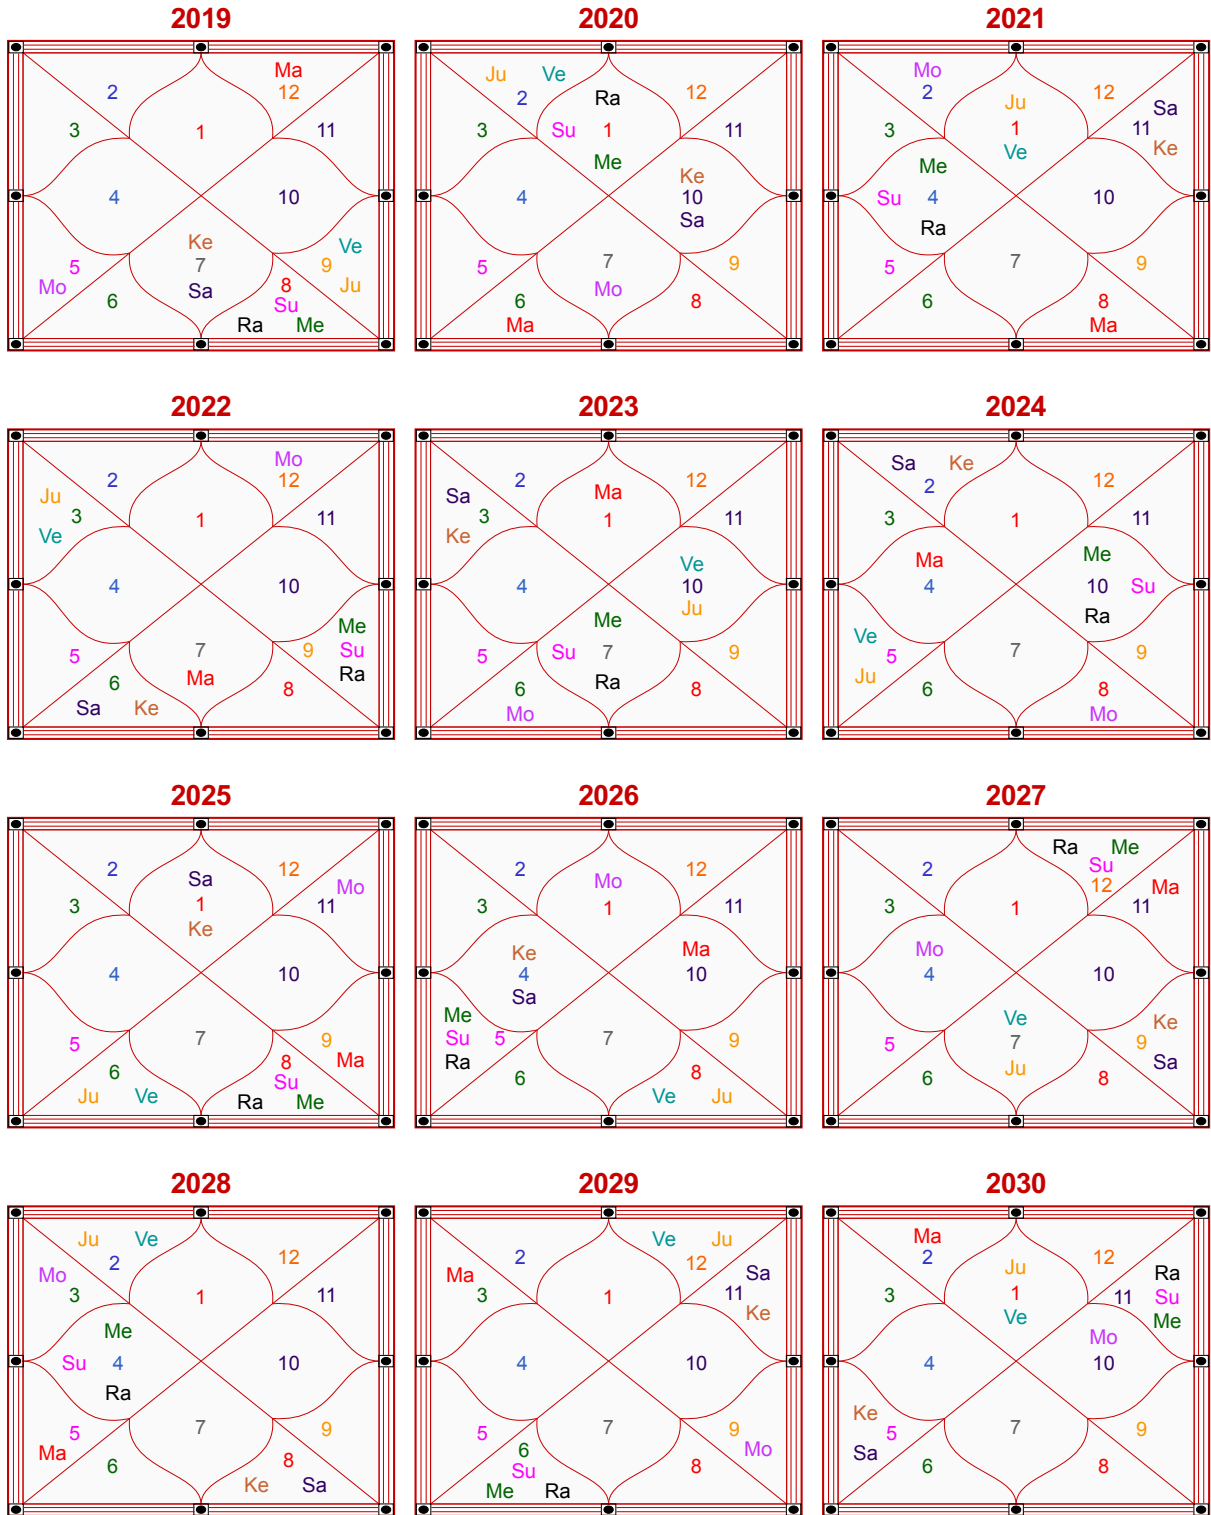 2019 2020 2021
Ma
2 12
3 1 11
4 10
Ke
7
Sa
5
Mo
6
Ve
9
Ju
8
Su
Ra Me
Ju Ve
2
Ra
12
3
Su 1
11
Me
4
Ke
10
Sa
5
7
Mo
9
6
Ma
8
Mo
2
Ju
1
Ve
12
Sa
11
Ke
3
Me
Su 4
Ra
10
5
7
9
6
8
Ma
2022 2023 2024
2
Mo
12
Ju
3
Ve
1
11
4
10
5
7
Ma
Me
9 Su
Ra
6
Sa Ke
8
2
Ma
1
12
Sa
3
Ke
11
4
Ve
10
Ju
5
Me
Su 7
Ra
9
6
Mo
8
Sa Ke
2
12
3
1
11
Ma
4
Me
10 Su
Ra
Ve
5
Ju
7
9
6
8
Mo
2025 2026 2027
2
Sa
1
Ke
12
Mo
11
3
4
10
5
7
9 Ma
6
Ju Ve
8
Su
Ra Me
2
Mo
1
12
3
11
Ke
4
Sa
Ma
10
Me
Su 5
Ra
7
9
6
8
Ve Ju
2
Ra Me
Su
12
Ma
11
3
1
Mo
4
10
5
Ve
7
Ju
Ke
9
Sa
6
8
2028 2029 2030
Ju Ve
2
12
Mo
3
1
11
Me
Su 4
Ra
10
5
Ma
7
9
6
8
Ke Sa
2
Ve Ju
12
Ma
3
1
Sa
11
Ke
4
10
5
7
9
Mo
6
Su
Me Ra
8
Ma
2
Ju
1
Ve
12
Ra
11 Su
Me
3
4
Mo
10
Ke
5
Sa
7
9
6
8